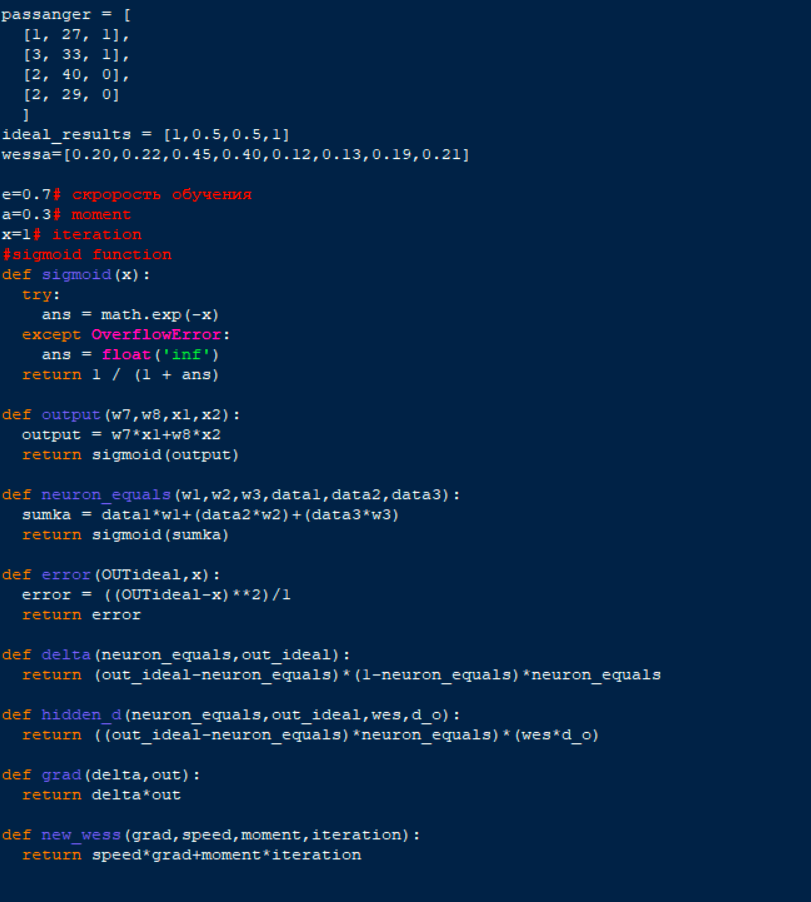 passanger = [
  [1, 27, 1],
  [3, 33, 1],
  [2, 40, 0],
  [2, 29, 0]
  ]
ideal_results = [1,0.5,0.5,1]
wessa=[0.20,0.22,0.45,0.40,0.12,0.13,0.19,0.21]
e=0.7# скророcть обучения
a=0.3# moment
x=1# iteration
#sigmoid function
def sigmoid(x):
  try:
    ans = math.exp(-x)
  except OverflowError:
    ans = float('inf')
  return 1 / (1 + ans)
def output(w7,w8,x1,x2):
  output = w7*x1+w8*x2
  return sigmoid(output)
def neuron_equals(w1,w2,w3,data1,data2,data3):
  sumka = data1*w1+(data2*w2)+(data3*w3)
  return sigmoid(sumka)
def error(OUTideal,x):
  error = ((OUTideal-x)**2)/1
  return error
def delta(neuron_equals,out_ideal):
  return (out_ideal-neuron_equals)*(1-neuron_equals)*neuron_equals
def hidden_d(neuron_equals,out_ideal,wes,d_o):
  return ((out_ideal-neuron_equals)*neuron_equals)*(wes*d_o)
def grad(delta,out):
  return delta*out
def new_wess(grad,speed,moment,iteration):
  return speed*grad+moment*iteration